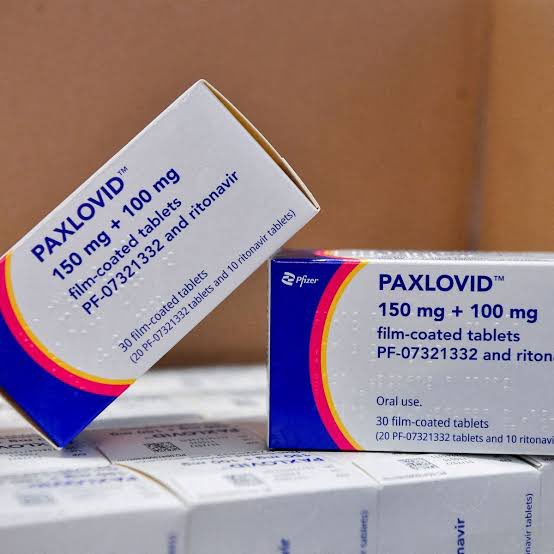 PAXLOVID™
150 mg + 100 mg
film-coated tablets
PF-07321332 and ritonavir
30 film-coated tablets
(20 PF-07321332 tablets and 10 ritonavir tablets)
Pfizer
PAXLOVID™
150 mg + 100 mg
film-coated tablets
PF-07321332 and ritona
Oral use.
30 film-coated tablets
(20 PF-07321332 tablets and 10 ritonavi
PAXLOVID
PAXLOVID